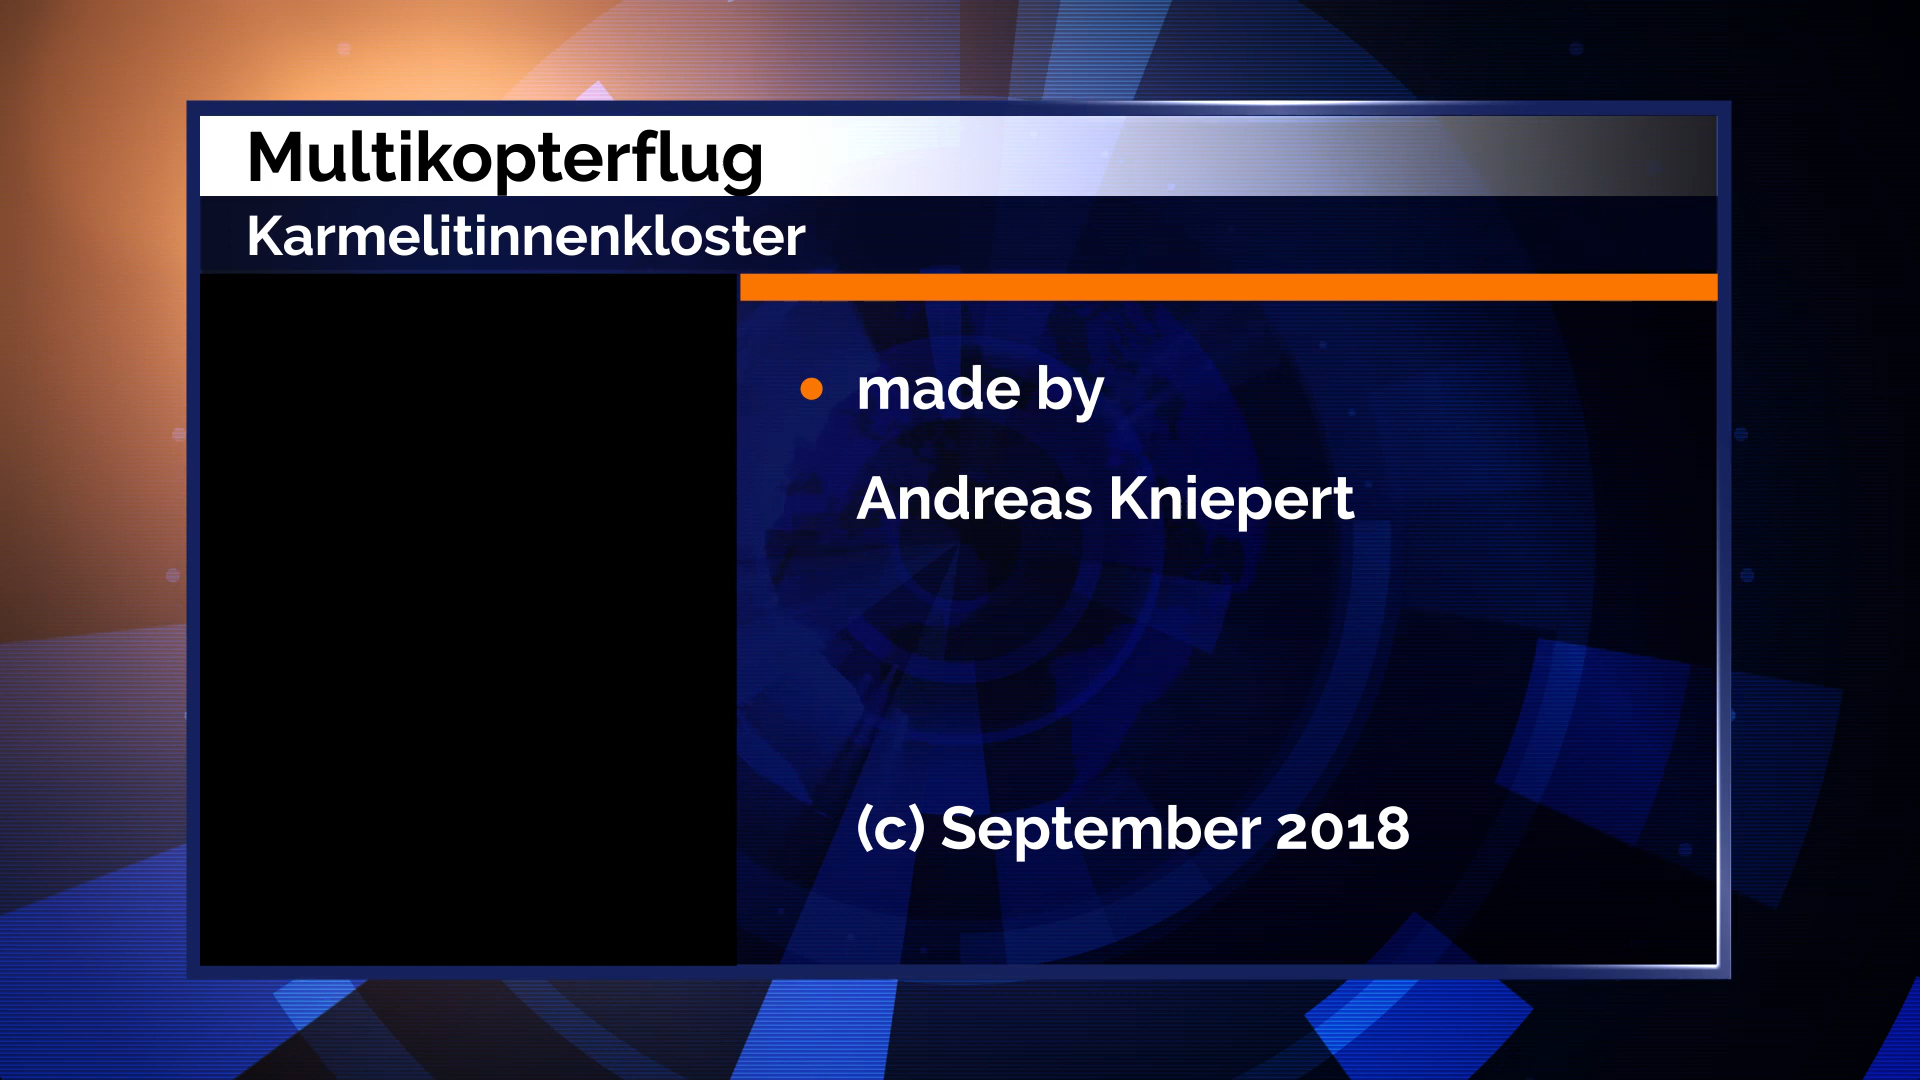 Multikopterflug
Karmelitinnenkloster
• made by
Andreas Kniepert
(c) September 2018